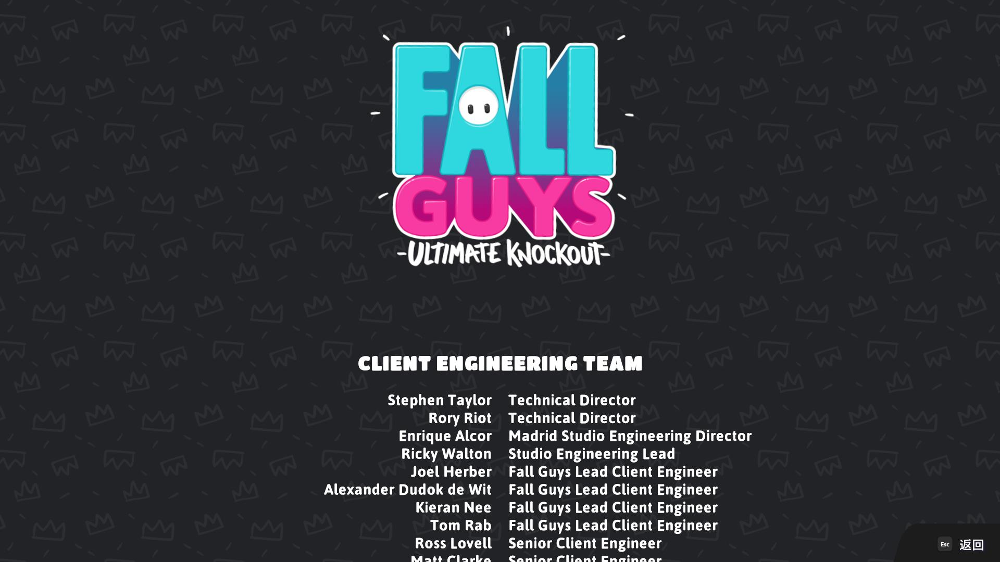 FALL
GUYS
-ULTIMATE KNOCKOUT-
CLIENT ENGINEERING TEAM
Stephen Taylor Technical Director
Rory Riot Technical Director
Enrique Alcor Madrid Studio Engineering Director
Ricky Walton Studio Engineering Lead
Joel Herber Fall Guys Lead Client Engineer
Alexander Dudok de Wit Fall Guys Lead Client Engineer
Kieran Nee Fall Guys Lead Client Engineer
Tom Rab Fall Guys Lead Client Engineer
Ross Lovell Senior Client Engineer
Matt Clarke Senior Client Engineer
Esc 返回